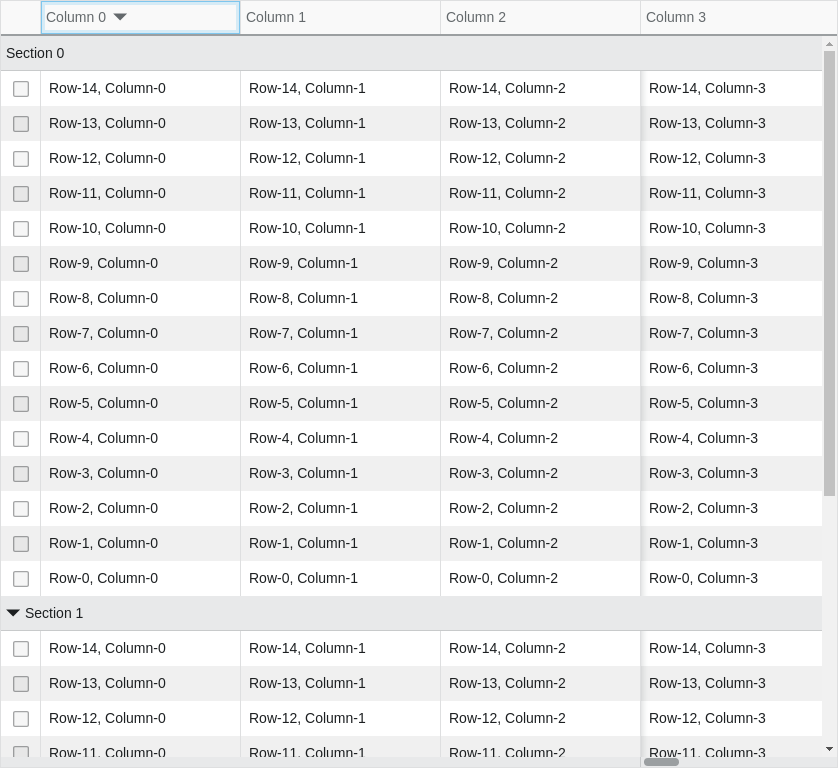 Column 0 Column 1 Column 2 Column 3
Section 0
Row-14, Column-0 Row-14, Column-1 Row-14, Column-2 Row-14, Column-3
Row-13, Column-0 Row-13, Column-1 Row-13, Column-2 Row-13, Column-3
Row-12, Column-0 Row-12, Column-1 Row-12, Column-2 Row-12, Column-3
Row-11, Column-0 Row-11, Column-1 Row-11, Column-2 Row-11, Column-3
Row-10, Column-0 Row-10, Column-1 Row-10, Column-2 Row-10, Column-3
Row-9, Column-0 Row-9, Column-1 Row-9, Column-2 Row-9, Column-3
Row-8, Column-0 Row-8, Column-1 Row-8, Column-2 Row-8, Column-3
Row-7, Column-0 Row-7, Column-1 Row-7, Column-2 Row-7, Column-3
Row-6, Column-0 Row-6, Column-1 Row-6, Column-2 Row-6, Column-3
Row-5, Column-0 Row-5, Column-1 Row-5, Column-2 Row-5, Column-3
Row-4, Column-0 Row-4, Column-1 Row-4, Column-2 Row-4, Column-3
Row-3, Column-0 Row-3, Column-1 Row-3, Column-2 Row-3, Column-3
Row-2, Column-0 Row-2, Column-1 Row-2, Column-2 Row-2, Column-3
Row-1, Column-0 Row-1, Column-1 Row-1, Column-2 Row-1, Column-3
Row-0, Column-0 Row-0, Column-1 Row-0, Column-2 Row-0, Column-3
Section 1
Row-14, Column-0 Row-14, Column-1 Row-14, Column-2 Row-14, Column-3
Row-13, Column-0 Row-13, Column-1 Row-13, Column-2 Row-13, Column-3
Row-12, Column-0 Row-12, Column-1 Row-12, Column-2 Row-12, Column-3
Row-11, Column-0 Row-11, Column-1 Row-11, Column-2 Row-11, Column-3